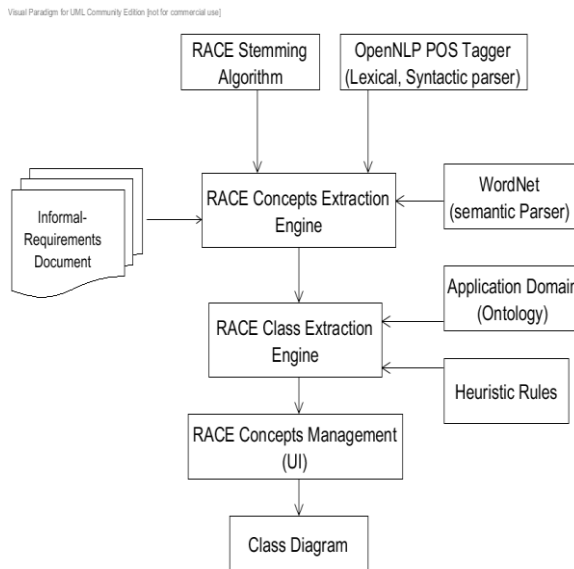 Visual Paradigm for UML Community Edition [not for commercial use]
RACE Stemming
Algorithm
OpenNLP POS Tagger
(Lexical, Syntactic parser)
RACE Concepts Extraction
Engine
WordNet
(semantic Parser)
Informal-
Requirements
Document
RACE Class Extraction
Engine
Application Domain
(Ontology)
Heuristic Rules
RACE Concepts Management
(UI)
Class Diagram